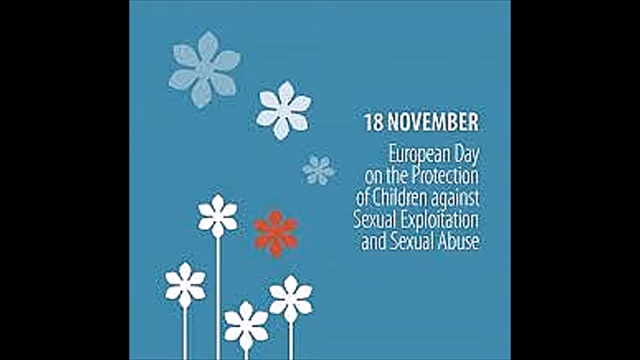 18 NOVEMBER
European Day
on the Protection
of Children against
Sexual Exploitation
and Sexual Abuse